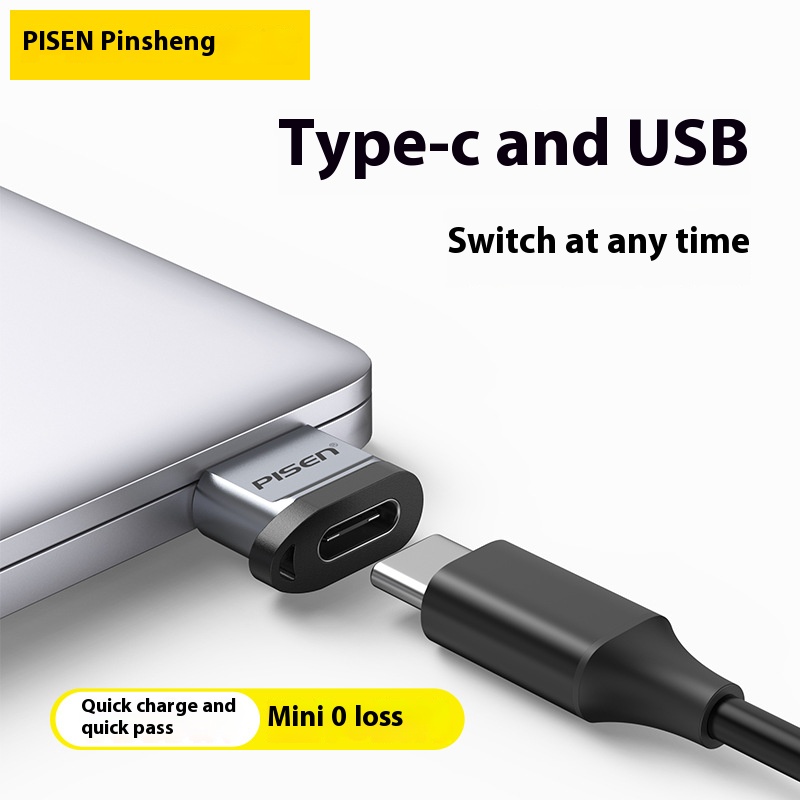 PISEN Pinsheng
Type-c and USB
Switch at any time
PISEN®
Quick charge and
quick pass
Mini 0 loss